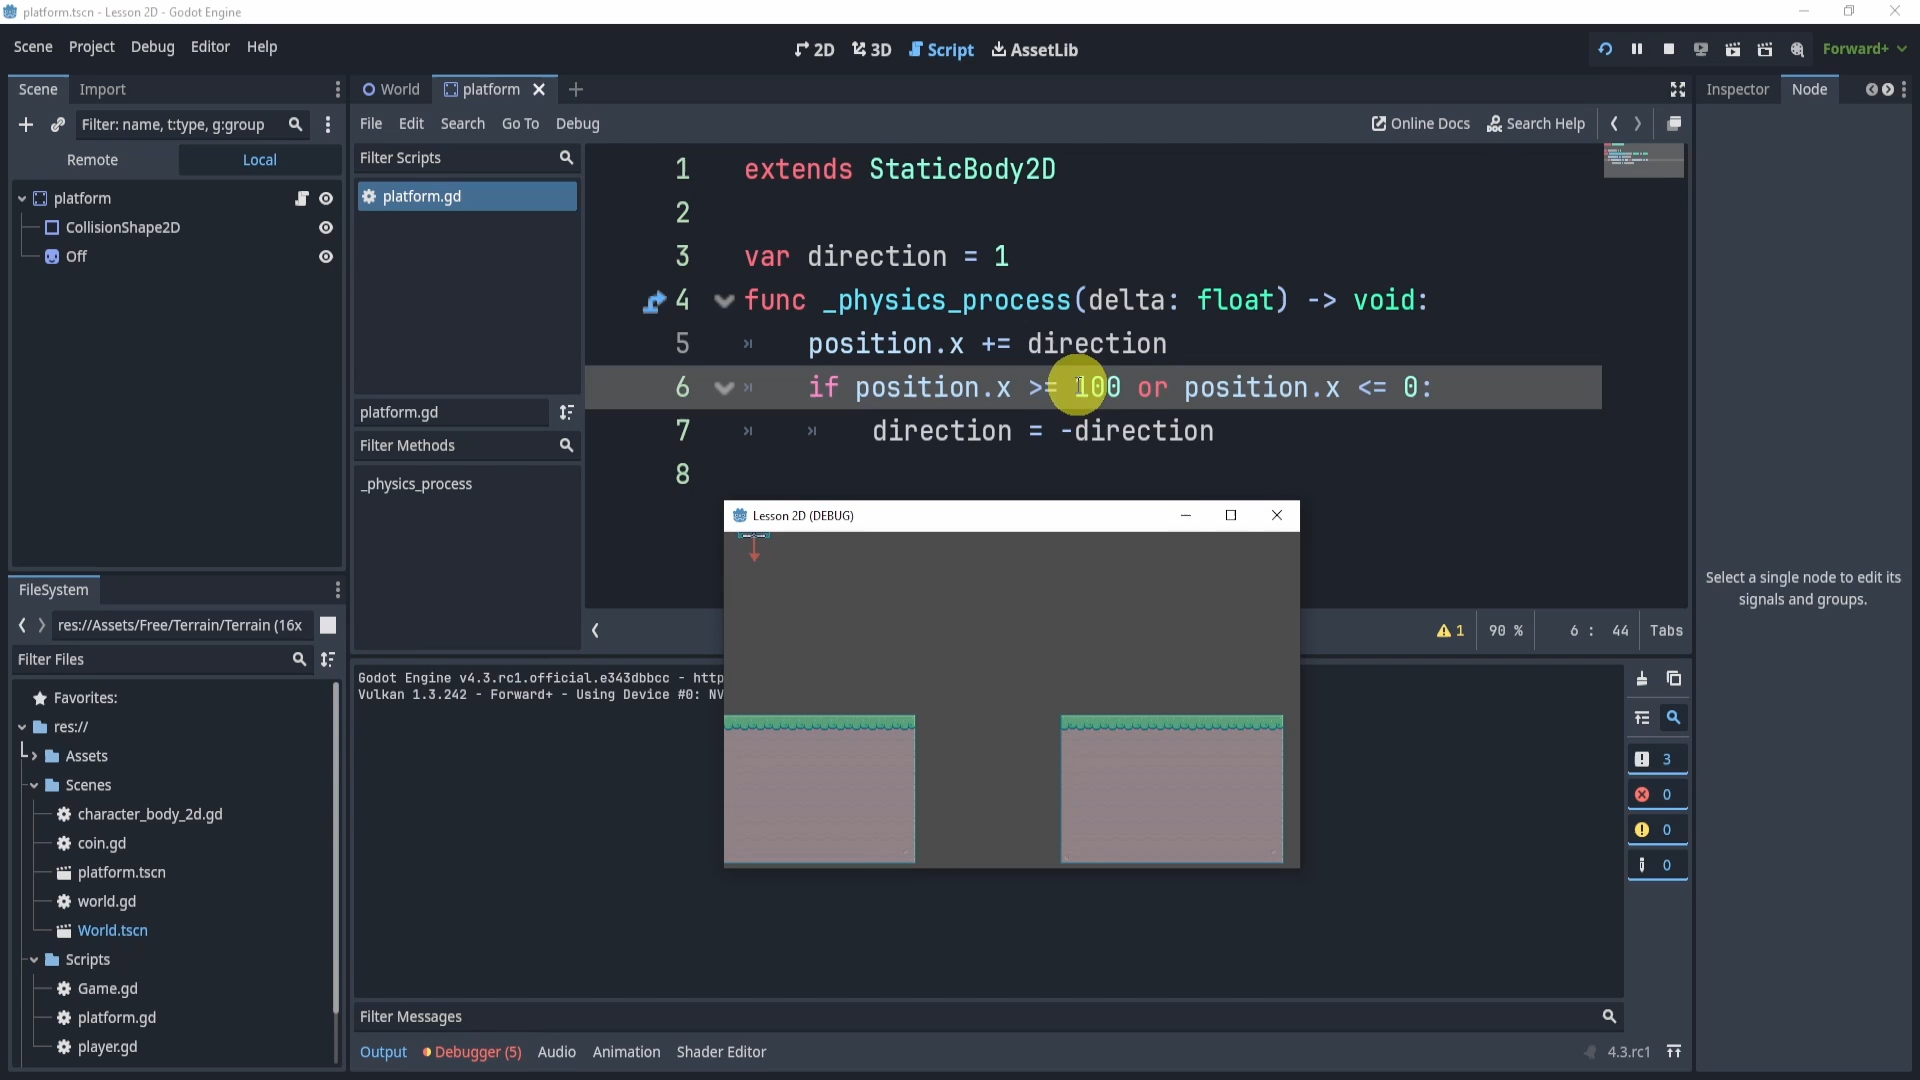 platform.tscn - Lesson 2D - Godot Engine
Scene Project Debug Editor Help
2D 3D Script AssetLib
Forward+
Scene Import
World platform
Inspector Node
Filter: name, t:type, g:group
File Edit Search Go To Debug
Online Docs Search Help
Remote Local
Filter Scripts
platform
CollisionShape2D
Off
platform.gd
platform.gd
Filter Methods
_physics_process
1 extends StaticBody2D
2
3 var direction = 1
4 func _physics_process(delta: float) -> void:
5 position.x += direction
6 if position.x >= 100 or position.x <= 0:
7 direction = -direction
8
Lesson 2D (DEBUG)
1 90 % 6 : 44 Tabs
Select a single node to edit its
signals and groups.
FileSystem
res://Assets/Free/Terrain/Terrain (16x
Filter Files
Favorites:
res://
Assets
Scenes
character_body_2d.gd
coin.gd
platform.tscn
world.gd
World.tscn
Scripts
Game.gd
platform.gd
player.gd
Godot Engine v4.3.rc1.official.e343dbbcc - http
Vulkan 1.3.242 - Forward+ - Using Device #0: NV
3
0
0
0
Filter Messages
Output Debugger (5) Audio Animation Shader Editor
4.3.rc1